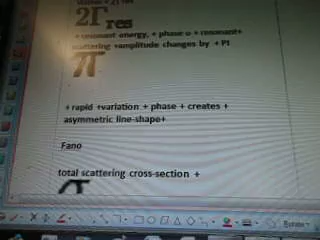 2Γres
+ resonant energy, + phase o + resonant+
scattering +amplitude changes by + PI
π
+ rapid +variation + phase + creates +
asymmetric line-shape+
Fano
total scattering cross-section +
Rotate